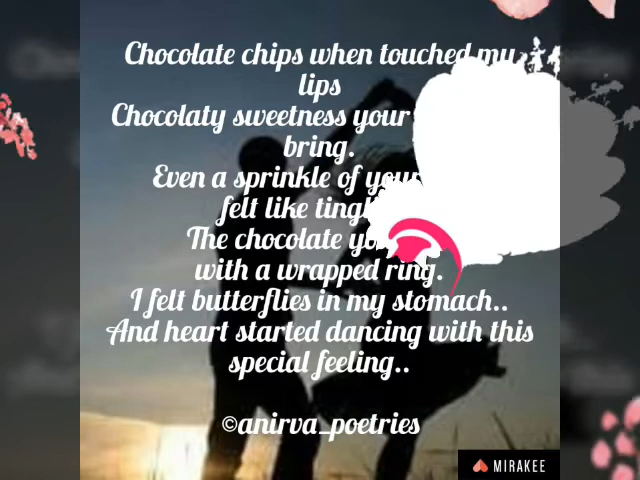 Chocolate chips when touched my
lips
Chocolaty sweetness your
bring.
Even a sprinkle of your
felt like
The chocolate
with a wrapped ring.
I felt butterflies in my stomach..
And heart started dancing with this
special feeling..
©anirva_poetries
MIRAKEE